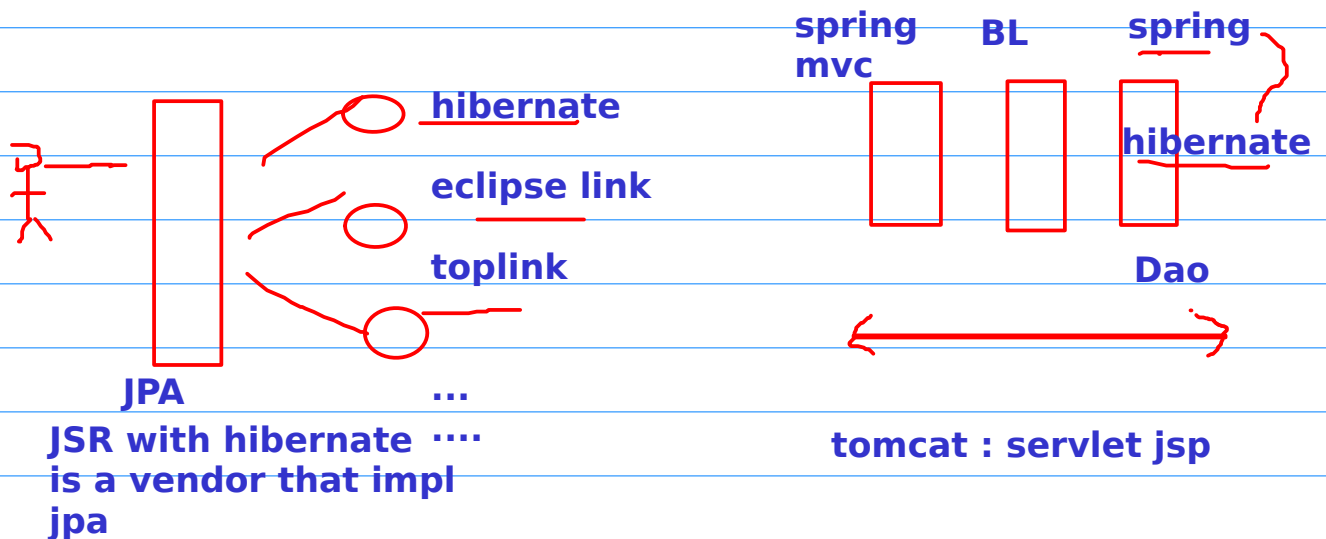 hibernate
eclipse link
toplink
JPA
...
....
JSR with hibernate
is a vendor that impl
jpa
spring
mvc
BL
spring
hibernate
Dao
tomcat : servlet jsp